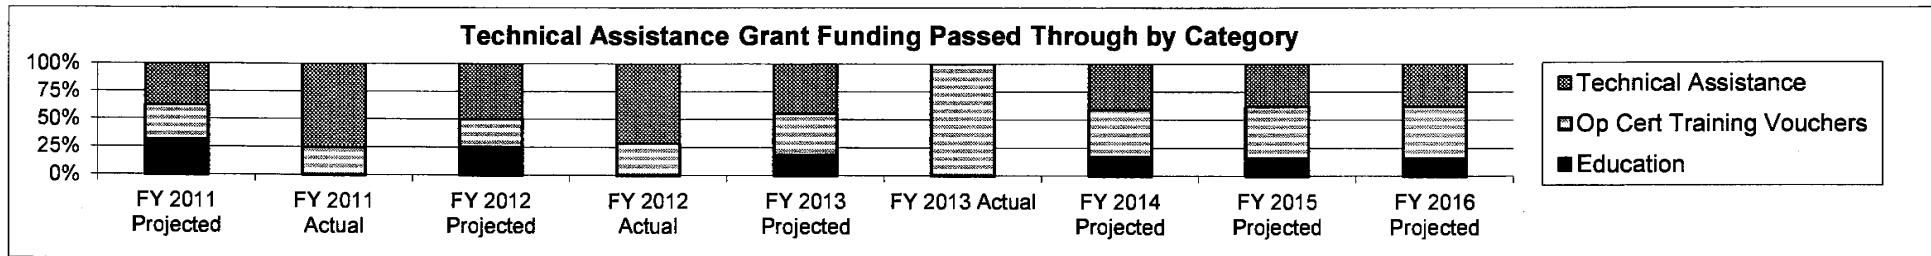 Technical Assistance Grant Funding Passed Through by Category
100%
75%
50%
25%
0%
FY 2011
Projected
FY 2011
Actual
FY 2012
Projected
FY 2012
Actual
FY 2013
Projected
FY 2013 Actual
FY 2014
Projected
FY 2015
Projected
FY 2016
Projected
Technical Assistance
Op Cert Training Vouchers
Education